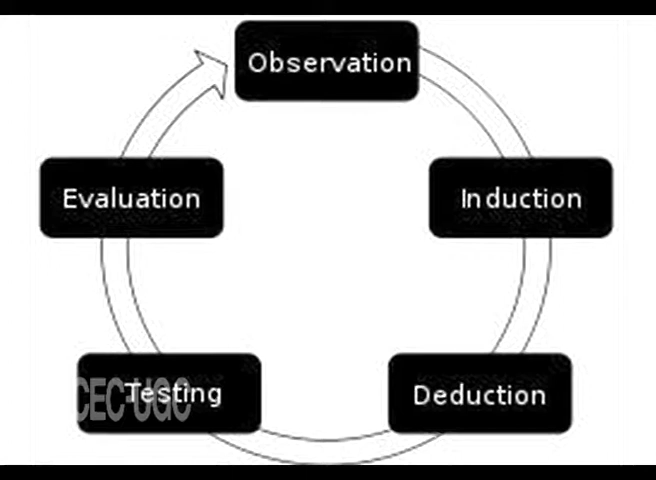 Observation
Induction
Deduction
Testing
Evaluation
CEC-UGC